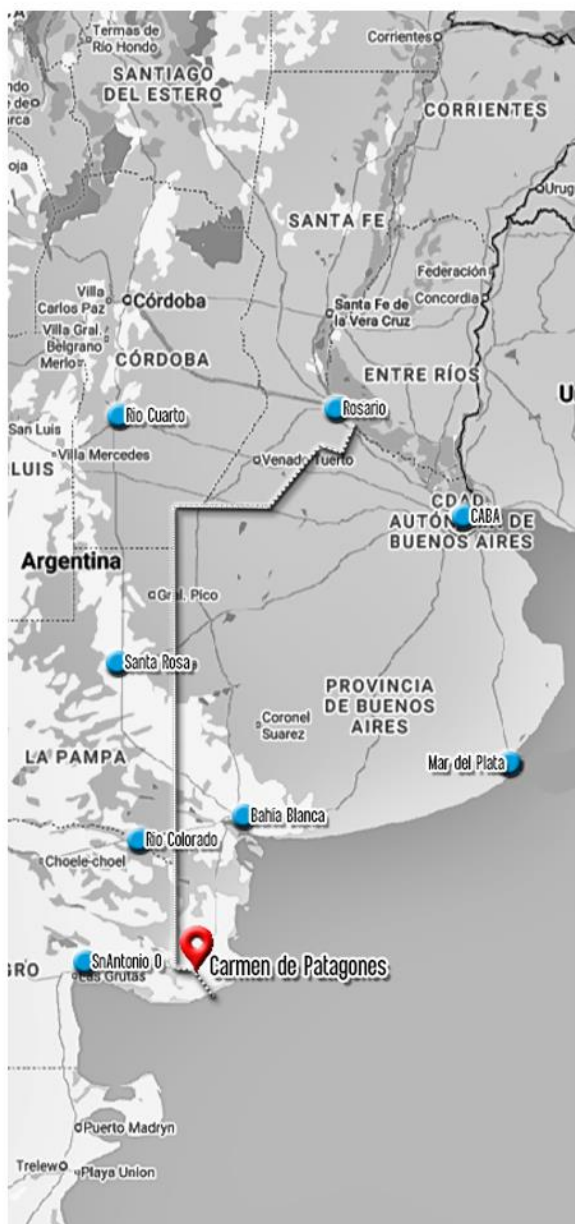 Termas de
Río Hondo
Corrientes
SANTIAGO
DEL ESTERO
CORRIENTES
SANTA FE
Federación
Concordia
Villa
Carlos Paz
Córdoba
Santa Fe de
la Vera Cruz
Villa Gral.
Belgrano
Merlo
CÓRDOBA
ENTRE RÍOS
U
Río Cuarto
Rosario
San Luis
Villa Mercedes
LUIS
Venado Tuerto
CDAD.
AUTÓNOMA DE
BUENOS AIRES
CABA
Argentina
Gral. Pico
Santa Rosa
PROVINCIA
DE BUENOS
AIRES
Coronel
Suarez
LA PAMPA
Mar del Plata
Bahía Blanca
Río Colorado
Choele-choel
SnAntonio O
Las Grutas
GRO
Carmen de Patagones
Puerto Madryn
Trelew
Playa Union